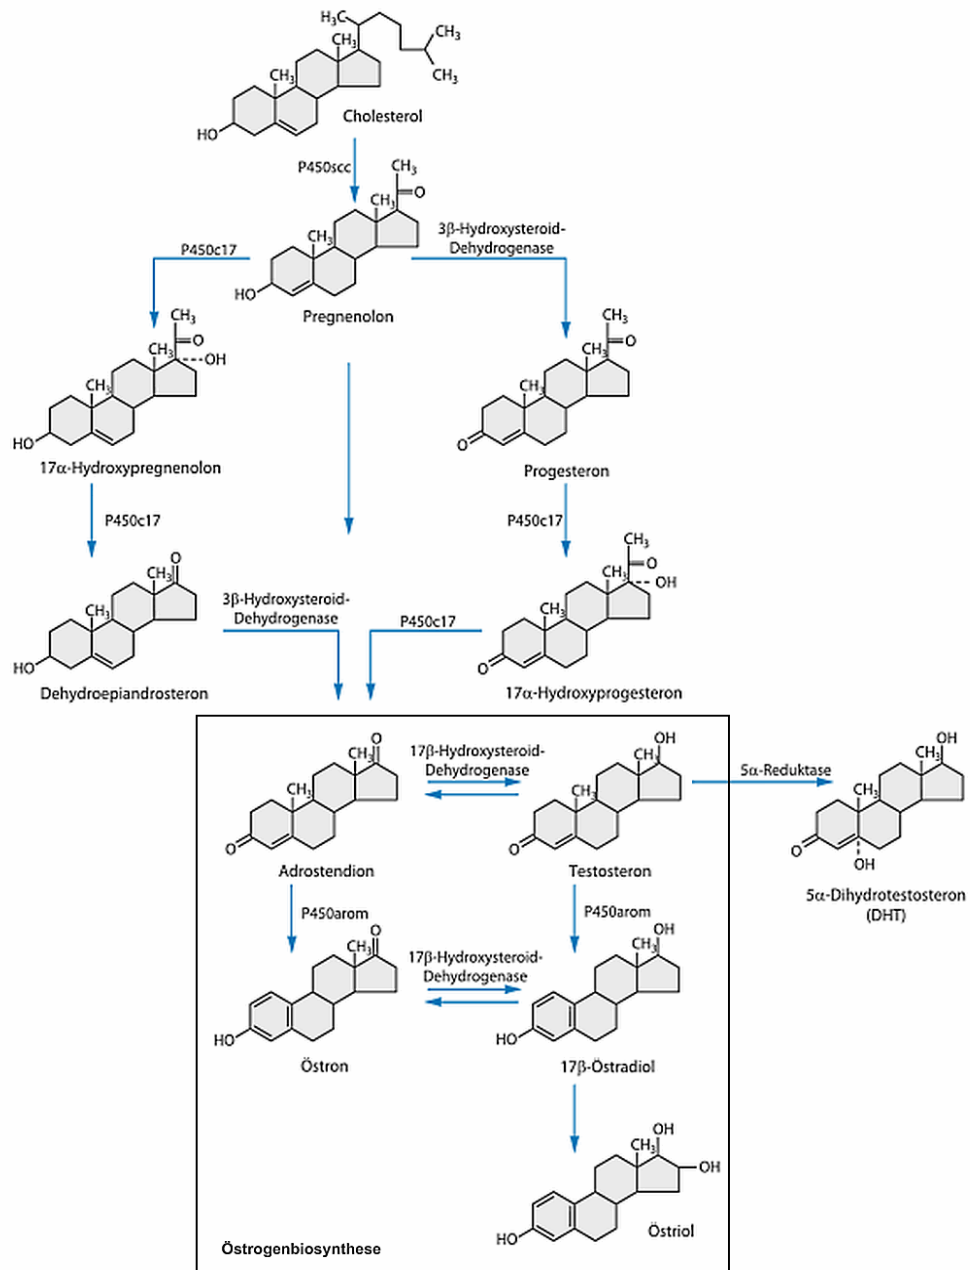 H₃C
CH₃
CH₃
CH₃
CH₃
HO
Cholesterol
P450scc
CH₃
O
CH₃
CH₃
HO
Pregnenolon
P450c17
3β-Hydroxysteroid-
Dehydrogenase
CH₃
O
CH₃
OH
CH₃
HO
17α-Hydroxypregnenolon
CH₃
O
CH₃
CH₃
O
Progesteron
P450c17
P450c17
O
CH₃
CH₃
HO
Dehydroepiandrosteron
3β-Hydroxysteroid-
Dehydrogenase
P450c17
CH₃
O
CH₃
OH
CH₃
O
17α-Hydroxyprogesteron
O
CH₃
CH₃
O
Adrostendion
17β-Hydroxysteroid-
Dehydrogenase
OH
CH₃
CH₃
O
Testosteron
5α-Reduktase
OH
CH₃
CH₃
O
OH
5α-Dihydrotestosteron
(DHT)
P450arom
P450arom
O
CH₃
HO
Östron
17β-Hydroxysteroid-
Dehydrogenase
OH
CH₃
HO
17β-Östradiol
OH
CH₃
OH
HO
Östriol
Östrogenbiosynthese